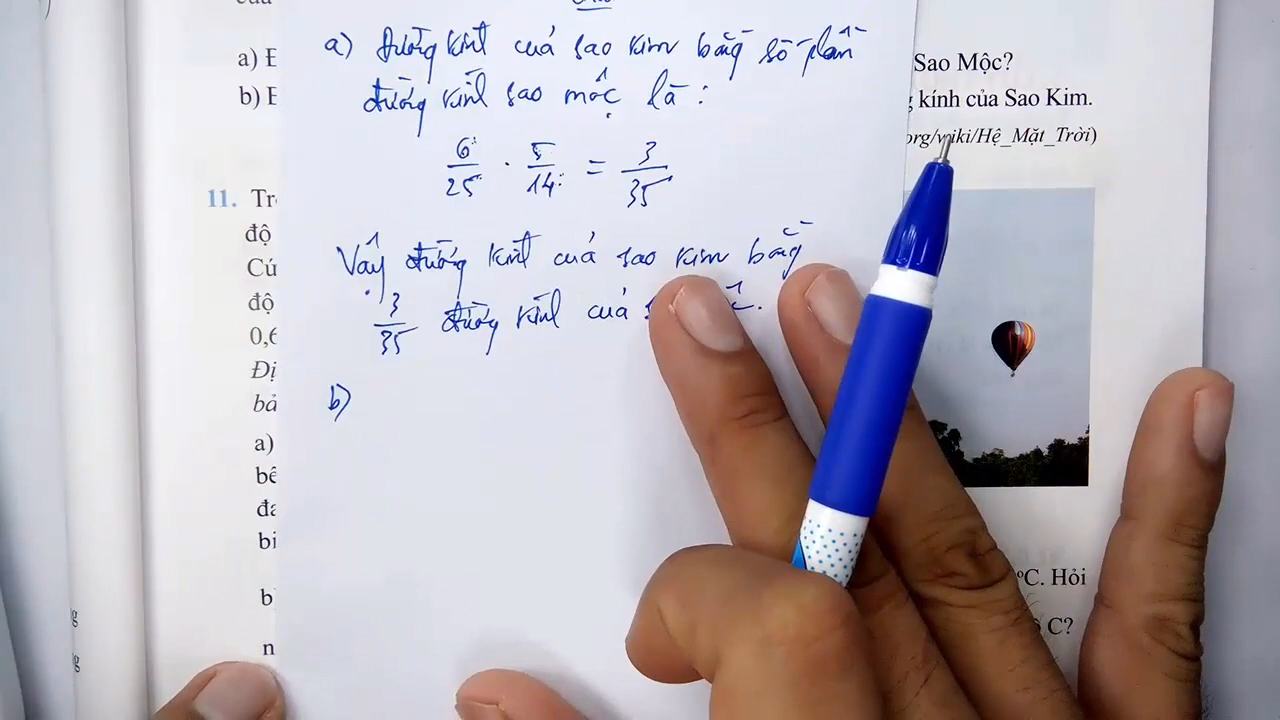 a) Đường kính của sao kim bằng số phần
đường kính sao mộc là:
6/25 · 5/14 = 3/35
Vậy đường kính của sao kim bằng
3/35 đường kính của
b)
a) Đ
b) Đ
Sao Mộc?
kính của Sao Kim.
org/wiki/Hệ_Mặt_Trời)
11. Tr
độ
Cứ
độ
0,6
Đị
bả
a)
bê
đa
bi
b
n
°C. Hỏi
C?